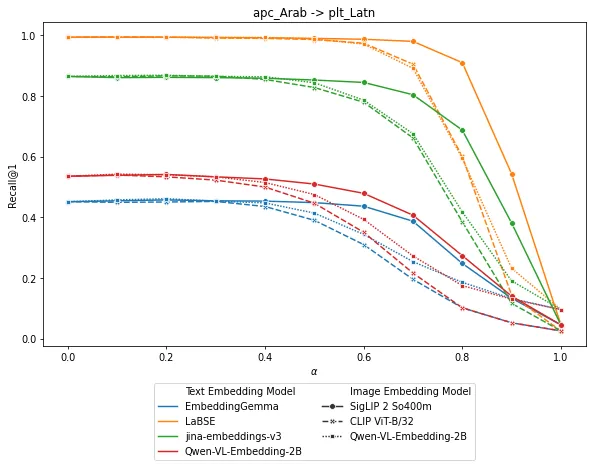 apc_Arab -> plt_Latn
Recall@1
1.0
0.8
0.6
0.4
0.2
0.0
0.0 0.2 0.4 0.6 0.8 1.0
α
Text Embedding Model
EmbeddingGemma
LaBSE
jina-embeddings-v3
Qwen-VL-Embedding-2B
Image Embedding Model
SigLIP 2 So400m
CLIP ViT-B/32
Qwen-VL-Embedding-2B